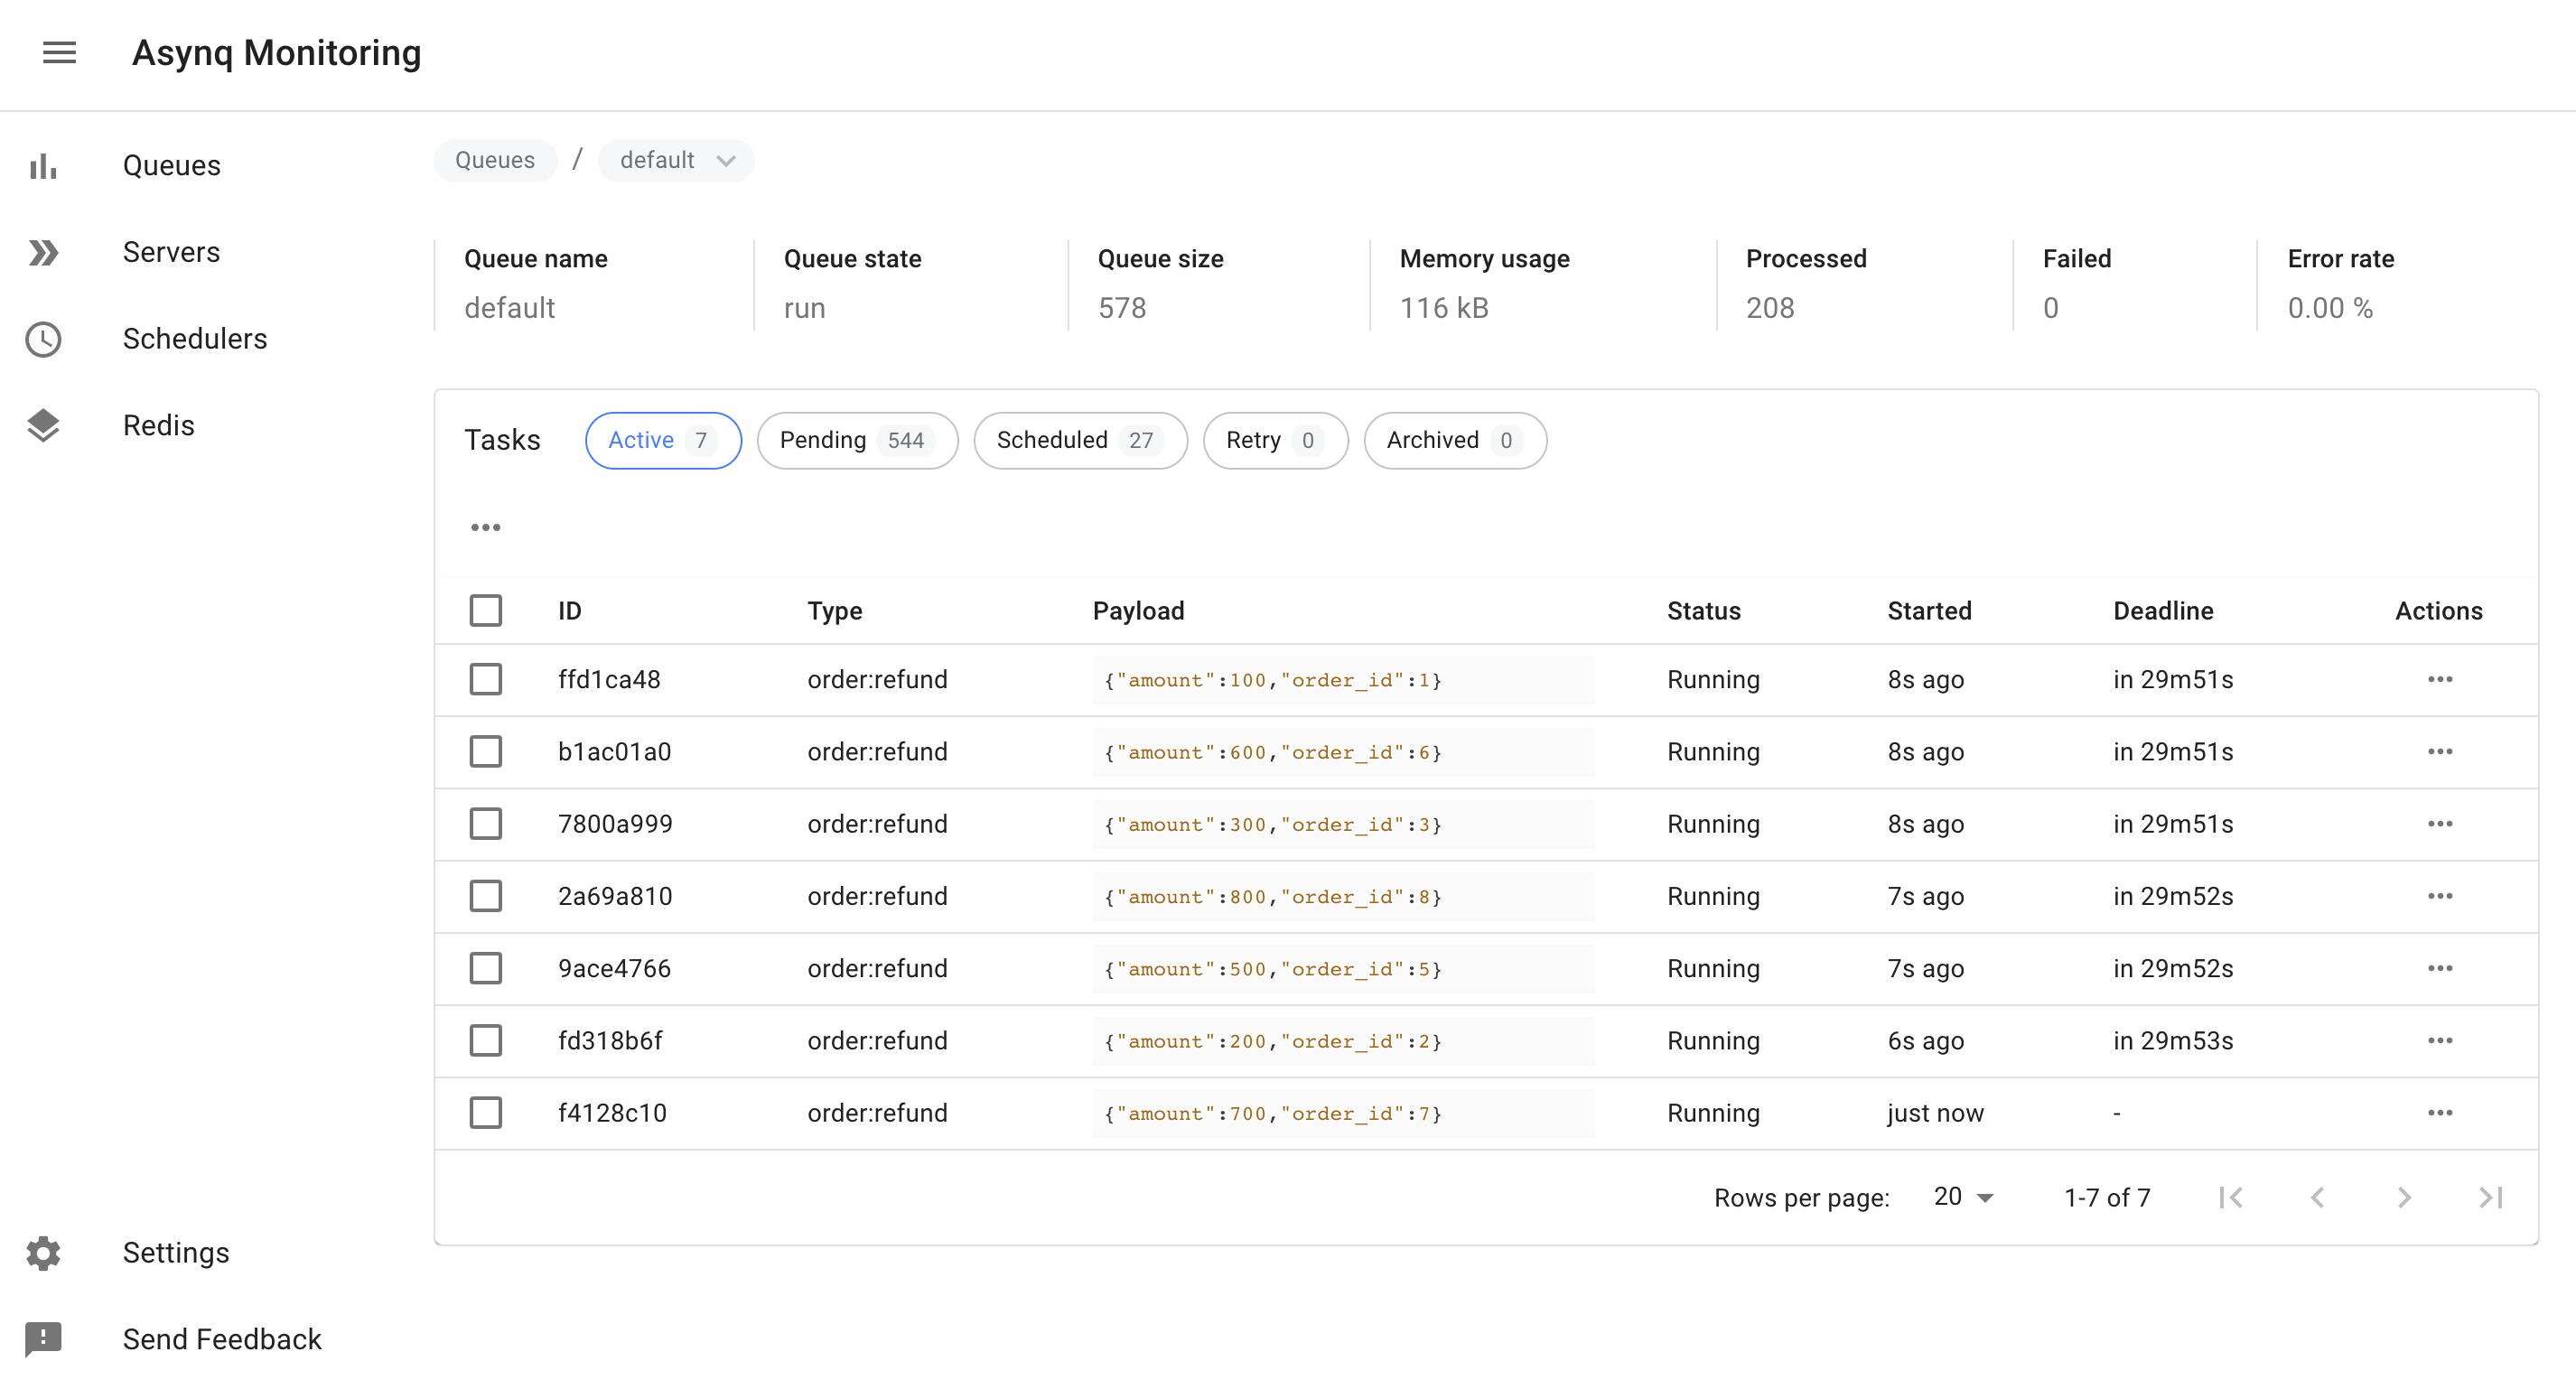 Asynq Monitoring
Queues
Servers
Schedulers
Redis
Settings
Send Feedback
Queues / default
Queue name Queue state Queue size Memory usage Processed Failed Error rate
default run 578 116 kB 208 0 0.00 %
Tasks Active 7 Pending 544 Scheduled 27 Retry 0 Archived 0
ID Type Payload Status Started Deadline Actions
ffd1ca48 order:refund {"amount":100,"order_id":1} Running 8s ago in 29m51s
b1ac01a0 order:refund {"amount":600,"order_id":6} Running 8s ago in 29m51s
7800a999 order:refund {"amount":300,"order_id":3} Running 8s ago in 29m51s
2a69a810 order:refund {"amount":800,"order_id":8} Running 7s ago in 29m52s
9ace4766 order:refund {"amount":500,"order_id":5} Running 7s ago in 29m52s
fd318b6f order:refund {"amount":200,"order_id":2} Running 6s ago in 29m53s
f4128c10 order:refund {"amount":700,"order_id":7} Running just now -
Rows per page: 20 1-7 of 7